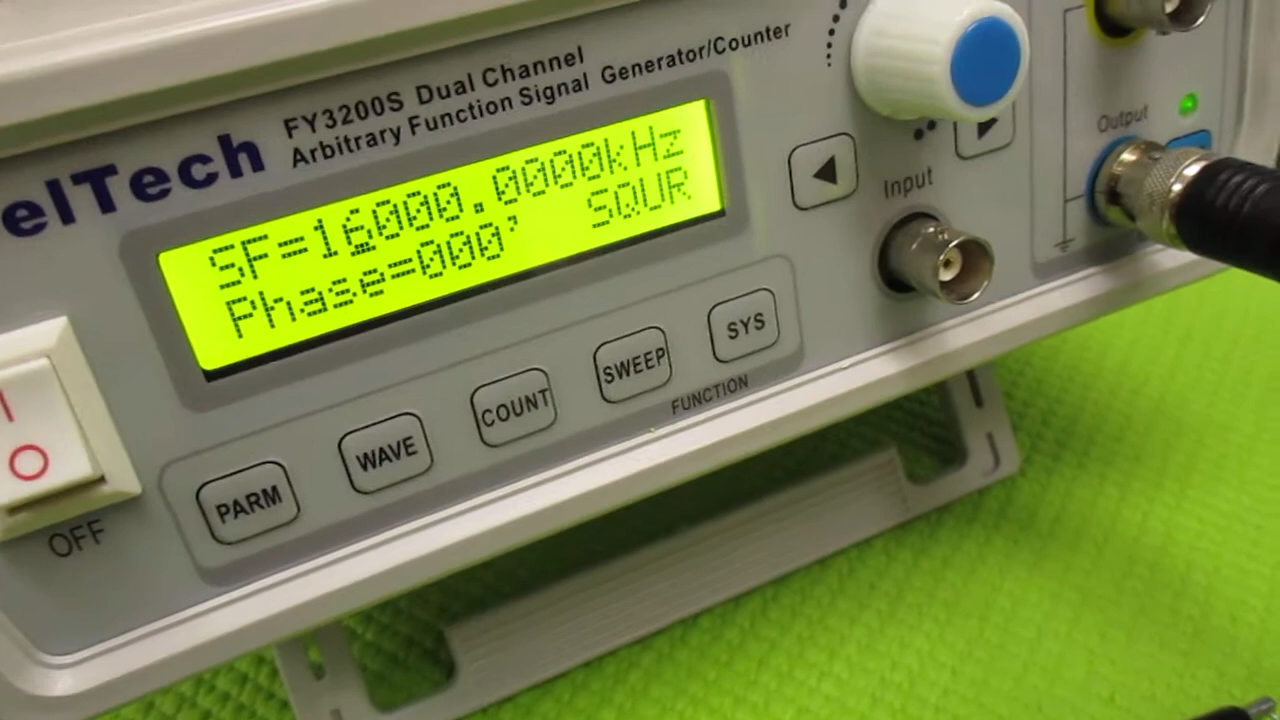 elTech
FY3200S Dual Channel
Arbitrary Function Signal Generator/Counter
SF=16000.0000kHz
Phase=000' SQUR
Output
Input
I
O
OFF
PARM
WAVE
COUNT
SWEEP
SYS
FUNCTION